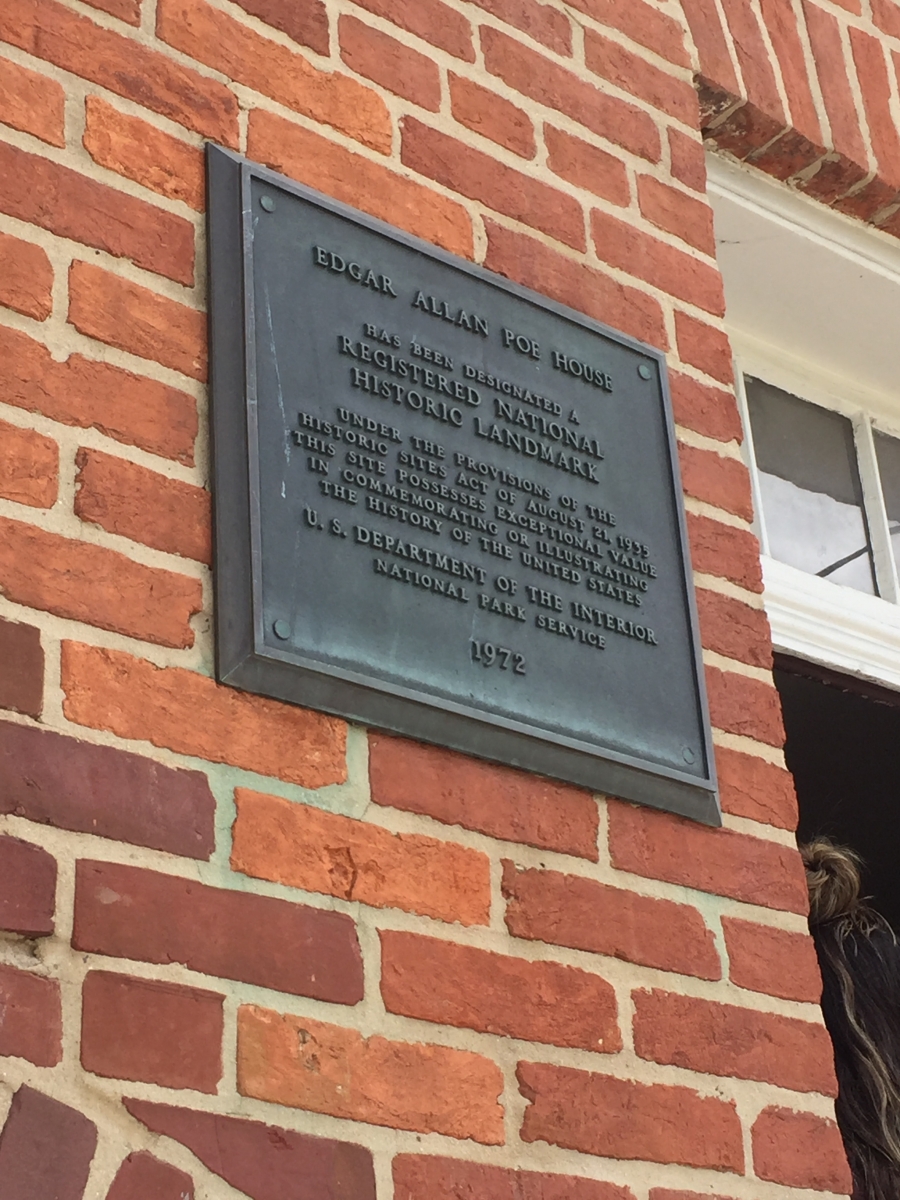 EDGAR ALLAN POE HOUSE
HAS BEEN DESIGNATED A
REGISTERED NATIONAL
HISTORIC LANDMARK
UNDER THE PROVISIONS OF THE
HISTORIC SITES ACT OF AUGUST 21, 1935
THIS SITE POSSESSES EXCEPTIONAL VALUE
IN COMMEMORATING OR ILLUSTRATING
THE HISTORY OF THE UNITED STATES
U. S. DEPARTMENT OF THE INTERIOR
NATIONAL PARK SERVICE
1972